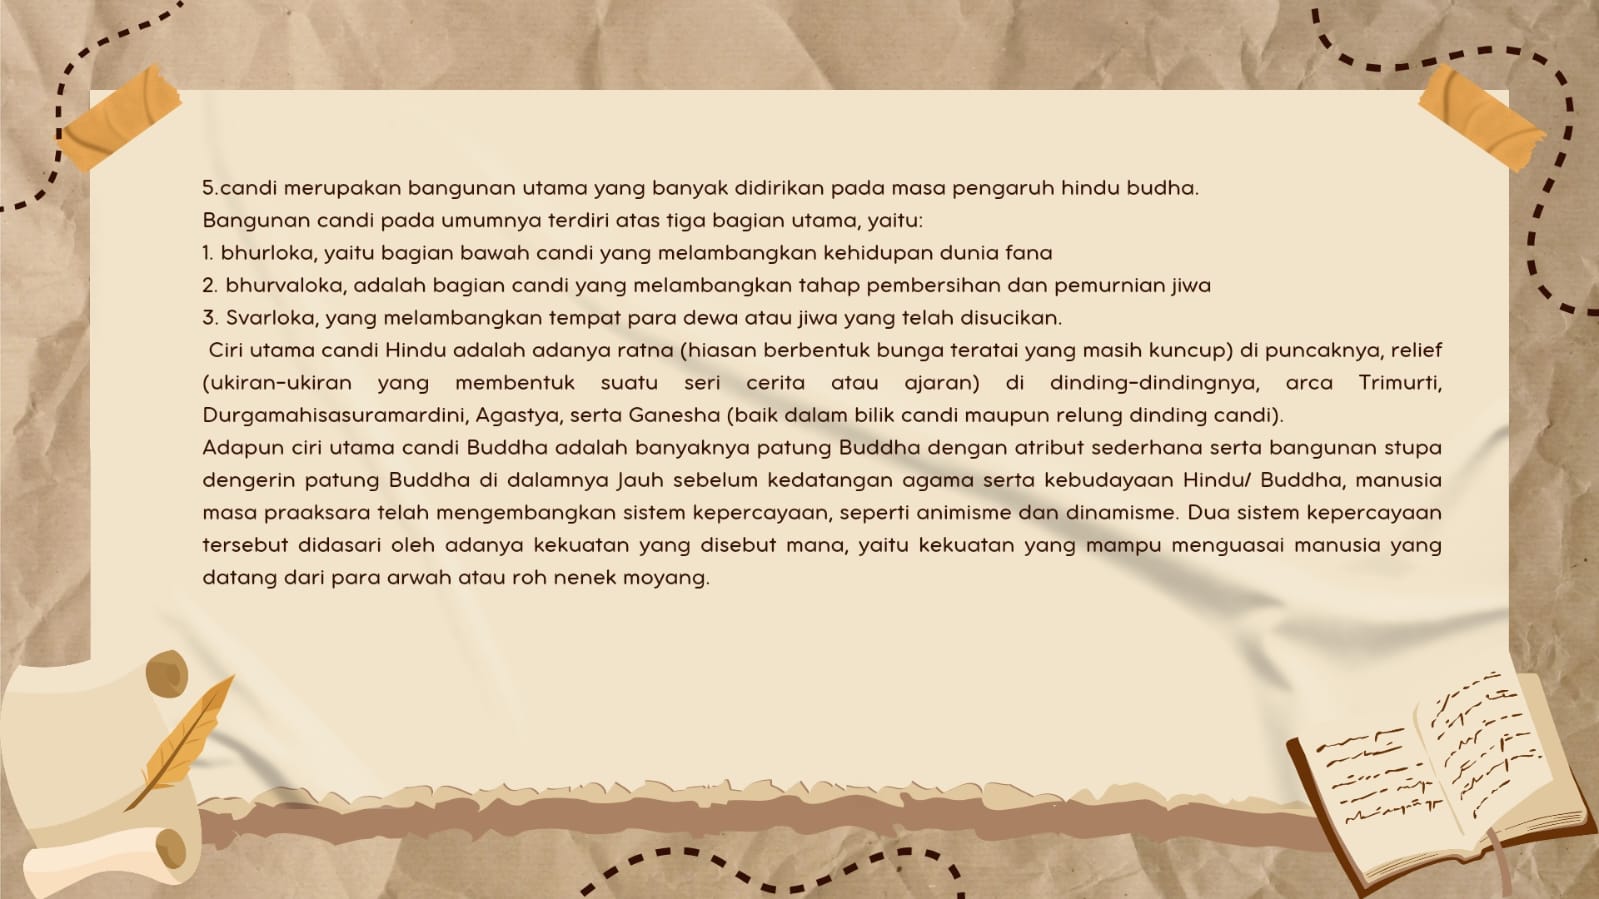 5.candi merupakan bangunan utama yang banyak didirikan pada masa pengaruh hindu budha.
Bangunan candi pada umumnya terdiri atas tiga bagian utama, yaitu:
1. bhurloka, yaitu bagian bawah candi yang melambangkan kehidupan dunia fana
2. bhurvaloka, adalah bagian candi yang melambangkan tahap pembersihan dan pemurnian jiwa
3. Svarloka, yang melambangkan tempat para dewa atau jiwa yang telah disucikan.
Ciri utama candi Hindu adalah adanya ratna (hiasan berbentuk bunga teratai yang masih kuncup) di puncaknya, relief
(ukiran-ukiran yang membentuk suatu seri cerita atau ajaran) di dinding-dindingnya, arca Trimurti,
Durgamahisasuramardini, Agastya, serta Ganesha (baik dalam bilik candi maupun relung dinding candi).
Adapun ciri utama candi Buddha adalah banyaknya patung Buddha dengan atribut sederhana serta bangunan stupa
dengerin patung Buddha di dalamnya Jauh sebelum kedatangan agama serta kebudayaan Hindu/ Buddha, manusia
masa praaksara telah mengembangkan sistem kepercayaan, seperti animisme dan dinamisme. Dua sistem kepercayaan
tersebut didasari oleh adanya kekuatan yang disebut mana, yaitu kekuatan yang mampu menguasai manusia yang
datang dari para arwah atau roh nenek moyang.